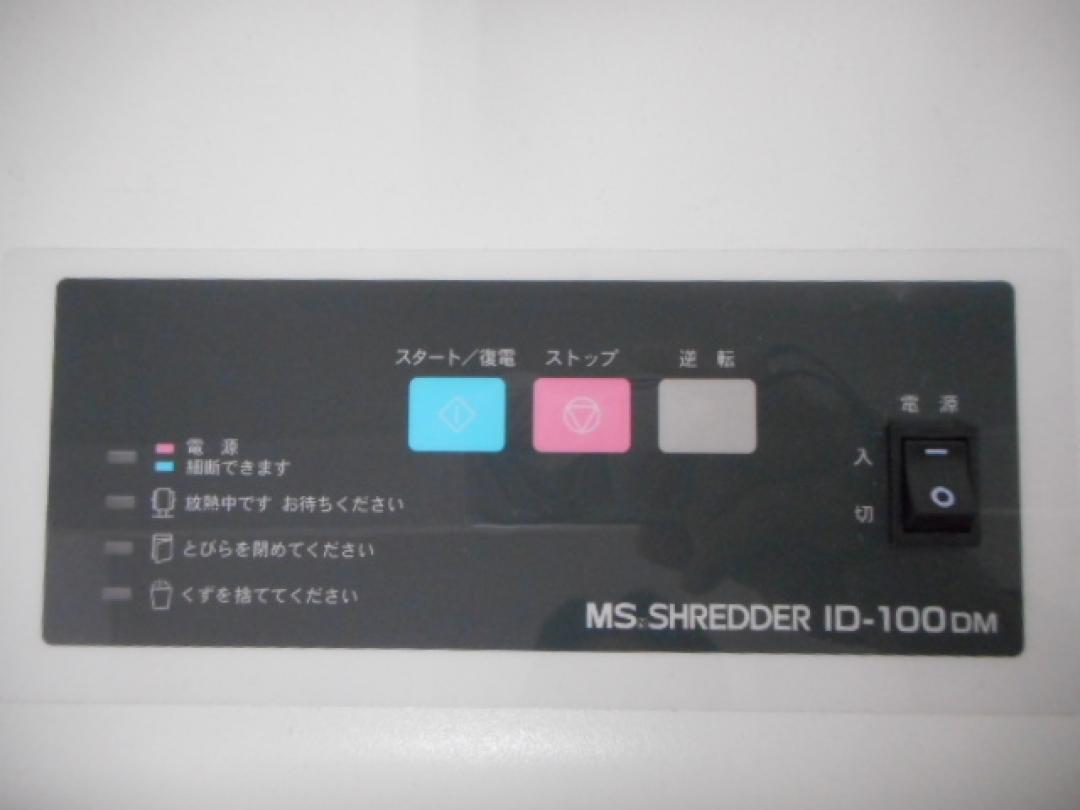 スタート／復電 ストップ 逆 転
電 源
入
切
電 源
細断できます
放熱中です お待ちください
とびらを閉めてください
くずを捨ててください
MS.SHREDDER ID-100DM